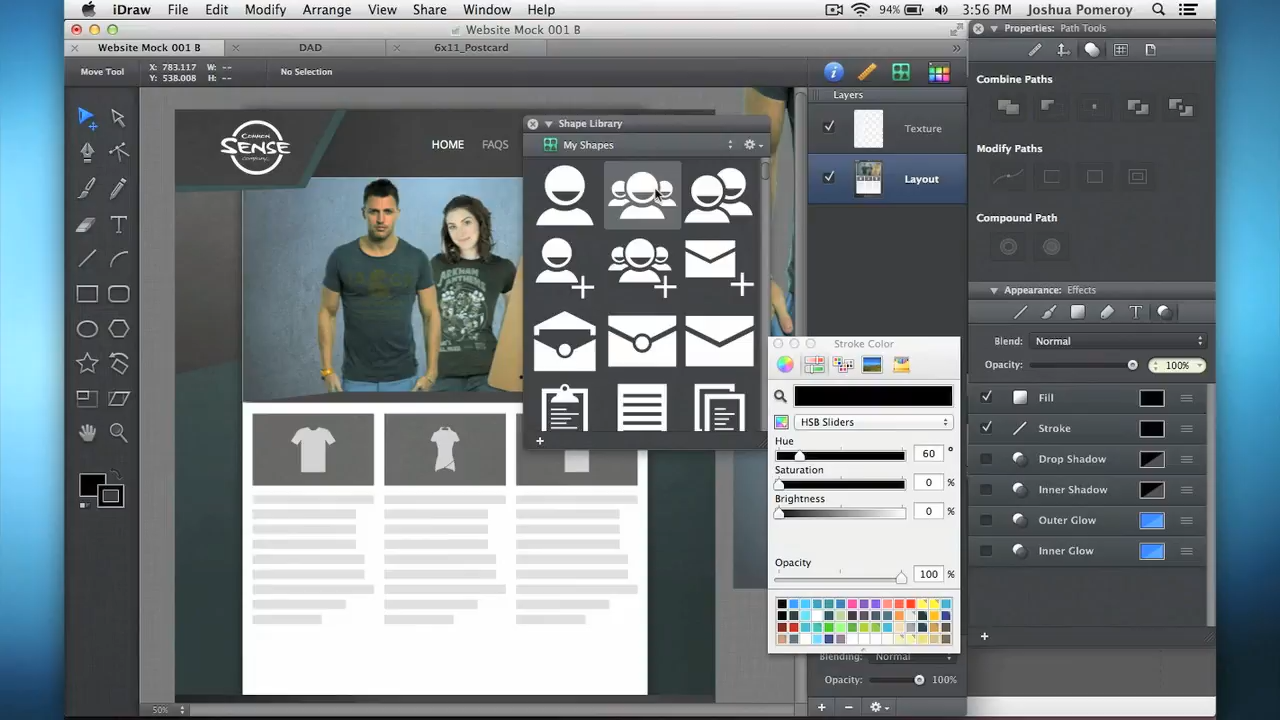 iDraw File Edit Modify Arrange View Select Share Window Help 94% 3:56 PM Joshua Pomeroy
Website Mock 001 B
Website Mock 001 B DAD 6x11_Postcard
Move Tool X: 783.117 W: -- No Selection
Y: 538.008 H: --
Properties: Path Tools
Combine Paths
Modify Paths
Compound Path
Layers
Texture
Layout
COMMON
SENSE
COMPANY
HOME FAQS
Shape Library
My Shapes
ARKHAM
Stroke Color
HSB Sliders
Hue
60 °
Saturation
0 %
Brightness
0 %
Opacity
100 %
Appearance: Effects
Blend: Normal
Opacity: 100%
Fill
Stroke
Drop Shadow
Inner Shadow
Outer Glow
Inner Glow
Blending: Normal
Opacity: 100%
50%